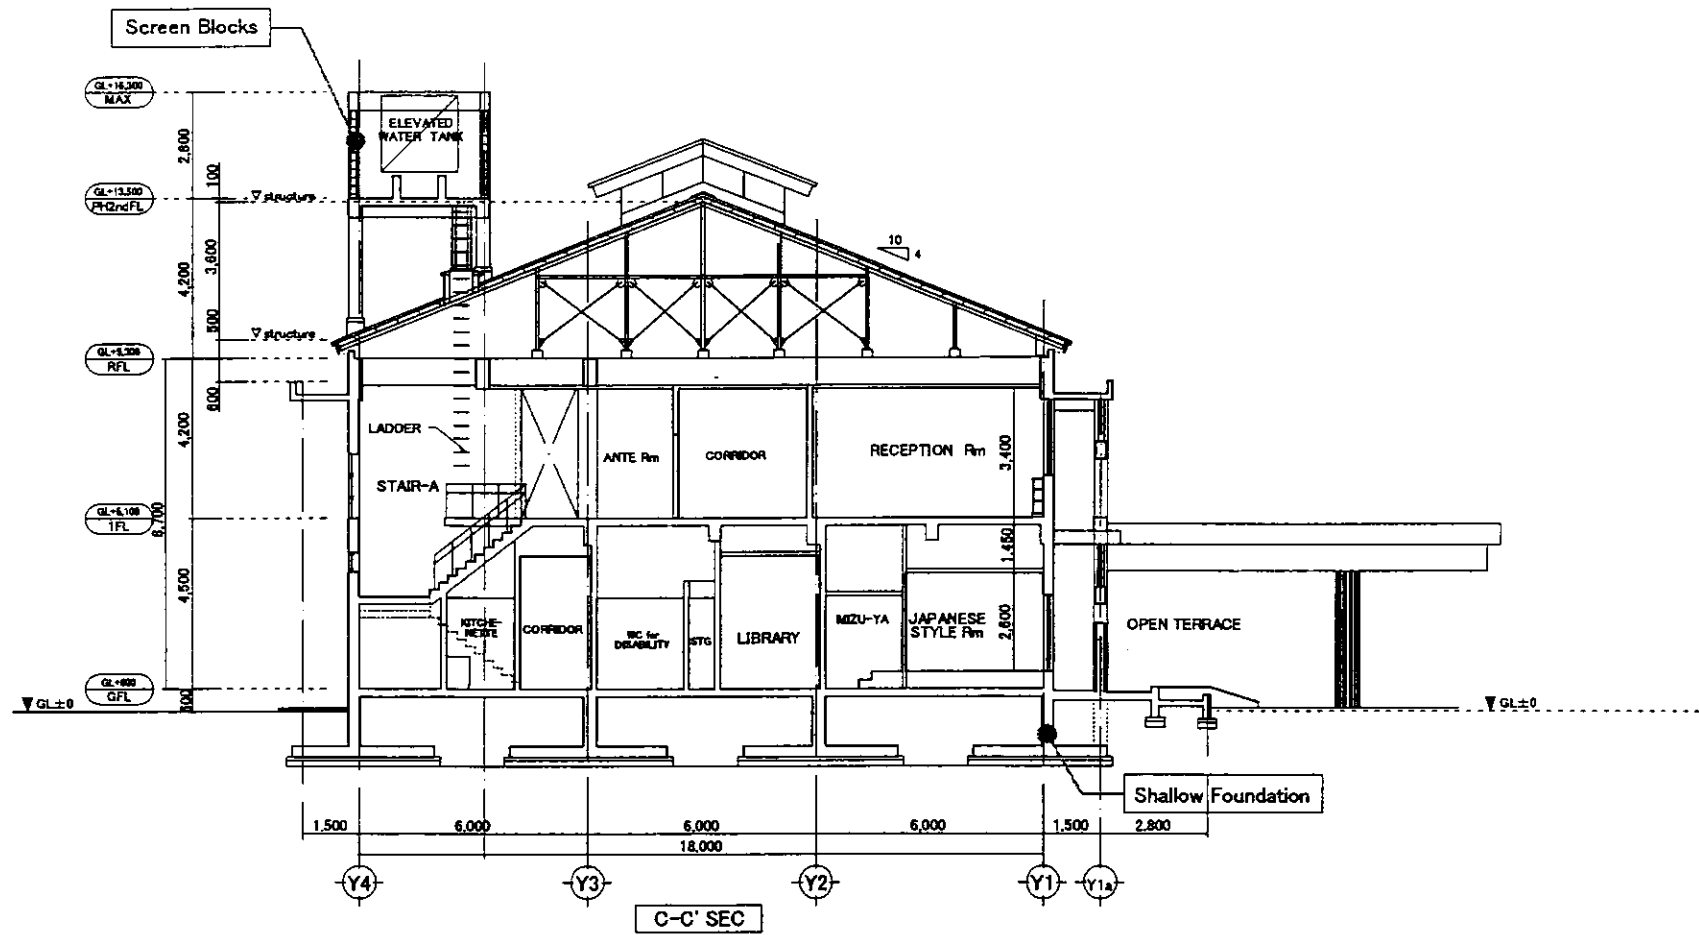 Screen Blocks
GL+16,300
MAX
ELEVATED
WATER TANK
2,800
100
GL+13,500
PH2ndFL
▽ structure
10
4
3,600
4,200
500
▽ structure
GL+9,300
RFL
600
4,200
LADDER
ANTE Rm
CORRIDOR
RECEPTION Rm
3,400
STAIR-A
GL+5,100
1FL
8,700
1,450
4,500
KITCHE-
NETTE
CORRIDOR
WC for
DISABILITY
STG
LIBRARY
MIZU-YA
JAPANESE
STYLE Rm
2,600
OPEN TERRACE
GL+600
GFL
▼GL±0
▼GL±0
Shallow Foundation
1,500 6,000 6,000 6,000 1,500 2,800
18,000
Y4 Y3 Y2 Y1 Y1a
C-C' SEC